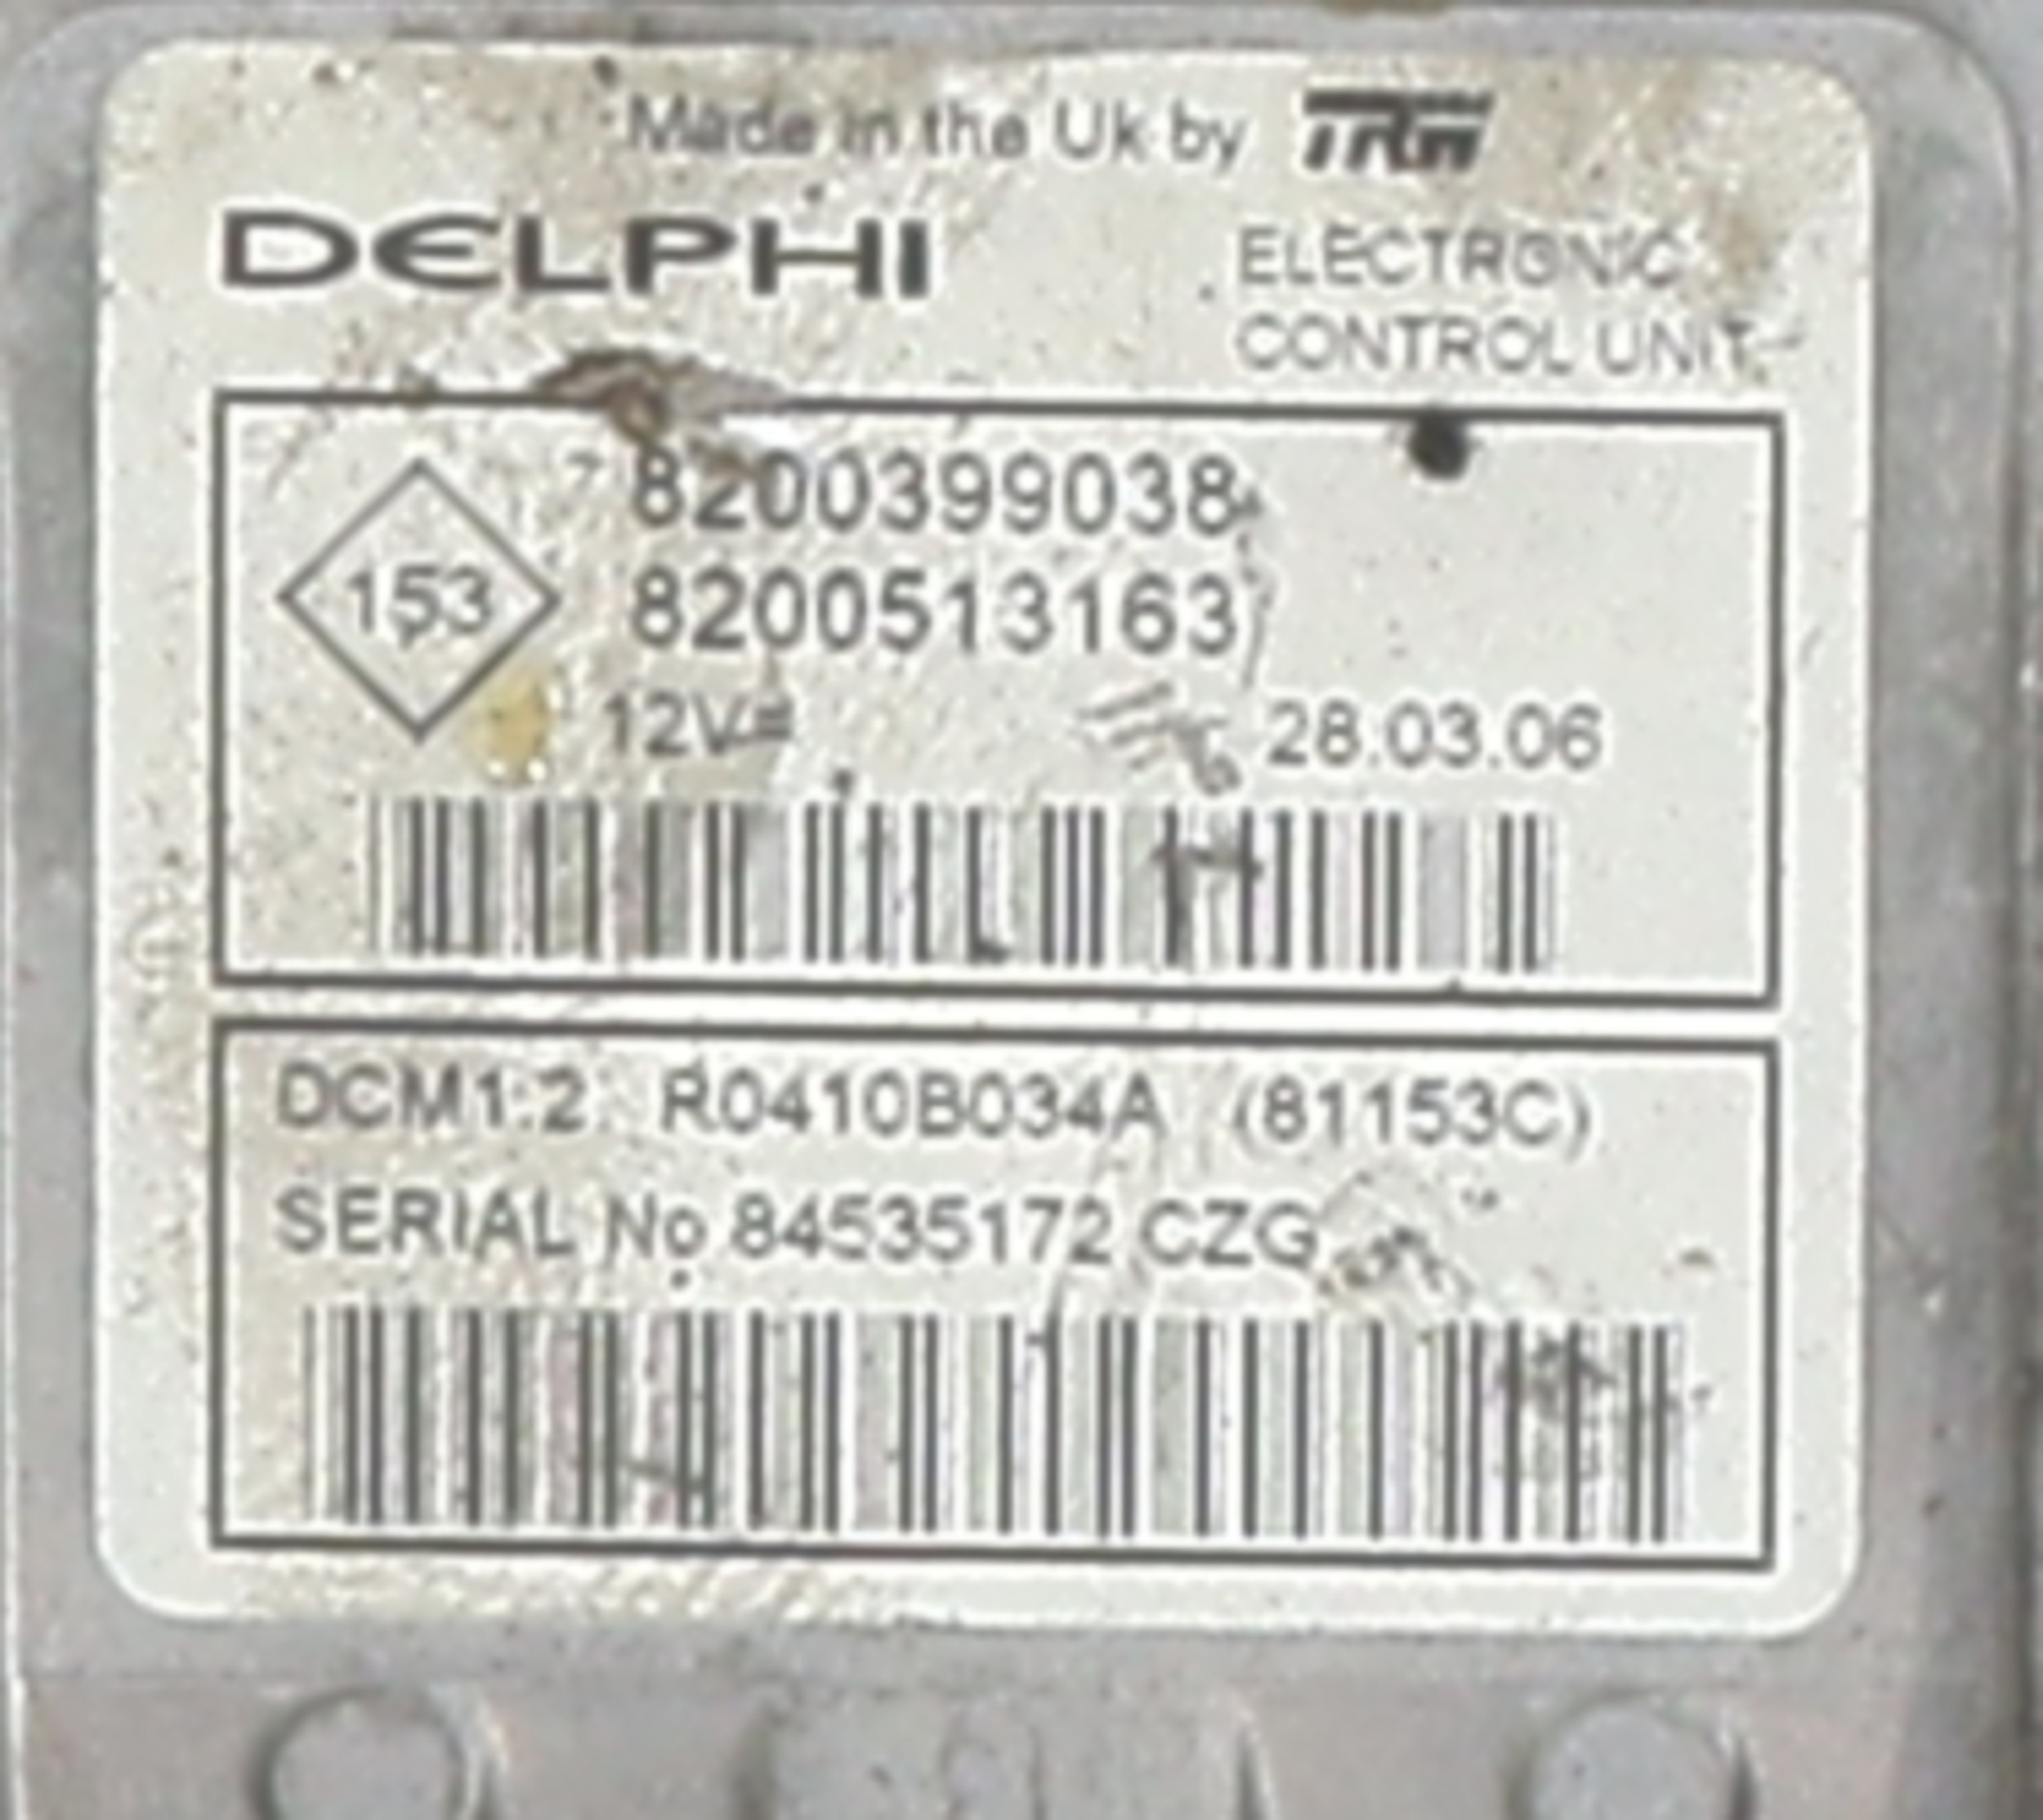 Made in the Uk by TRW
DELPHI
ELECTRONIC
CONTROL UNIT
8200399038
153
8200513163
12V
28.03.06
DCM1.2 R0410B034A (81153C)
SERIAL No 84535172 CZG